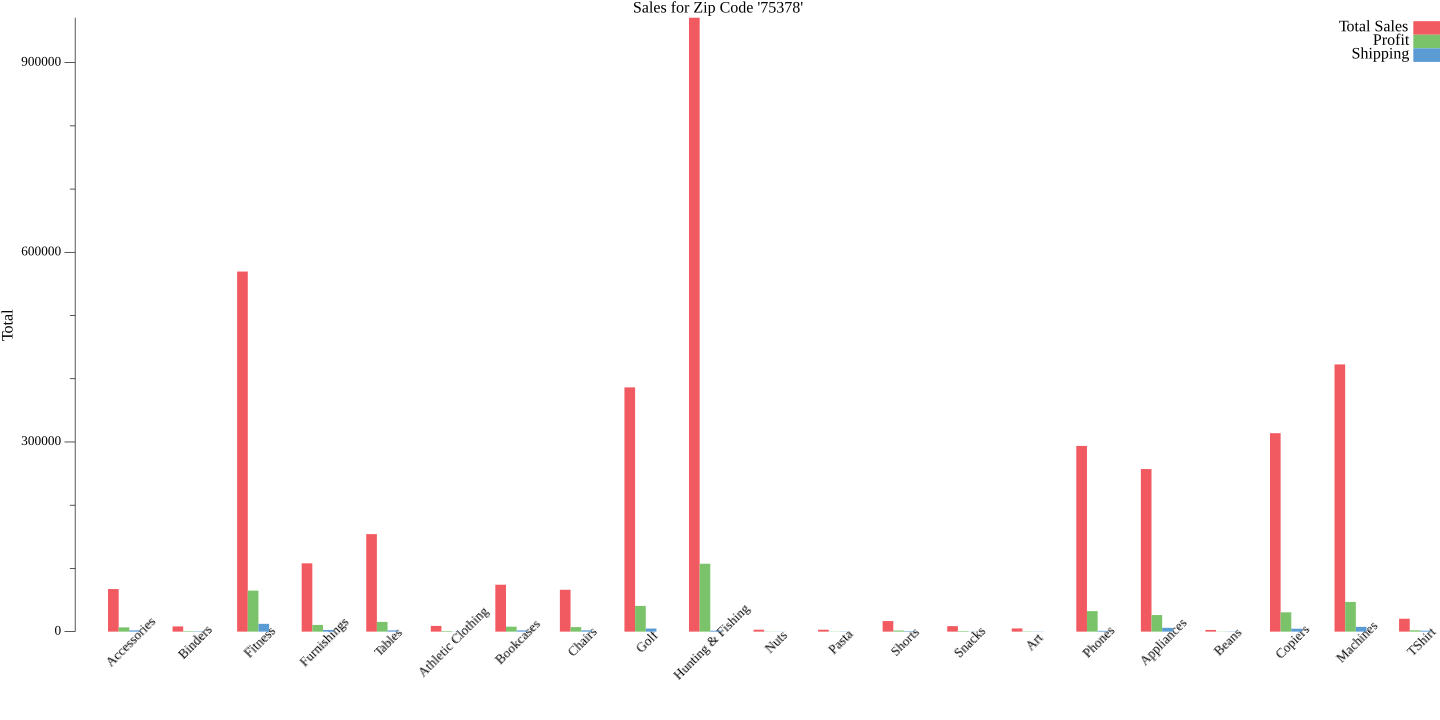 Sales for Zip Code '75378'
Total Sales
Profit
Shipping
900000
600000
300000
0
Total
Accessories
Binders
Fitness
Furnishings
Tables
Athletic Clothing
Bookcases
Chairs
Golf
Hunting & Fishing
Nuts
Pasta
Shorts
Snacks
Art
Phones
Appliances
Beans
Copiers
Machines
TShirt